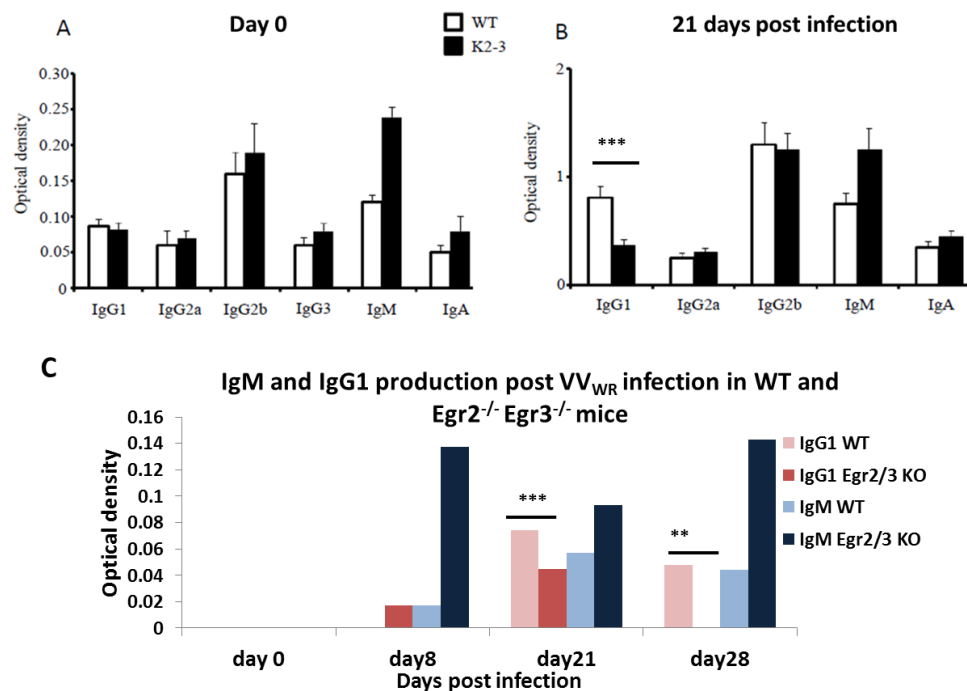 A
Day 0
WT
K2-3
Optical density
0.30
0.25
0.20
0.15
0.10
0.05
0
IgG1 IgG2a IgG2b IgG3 IgM IgA
B
21 days post infection
Optical density
2
1
0
***
IgG1 IgG2a IgG2b IgM IgA
C
IgM and IgG1 production post VVWR infection in WT and
Egr2-/- Egr3-/- mice
Optical density
0.16
0.14
0.12
0.1
0.08
0.06
0.04
0.02
0
***
**
day 0 day8 day21 day28
Days post infection
IgG1 WT
IgG1 Egr2/3 KO
IgM WT
IgM Egr2/3 KO